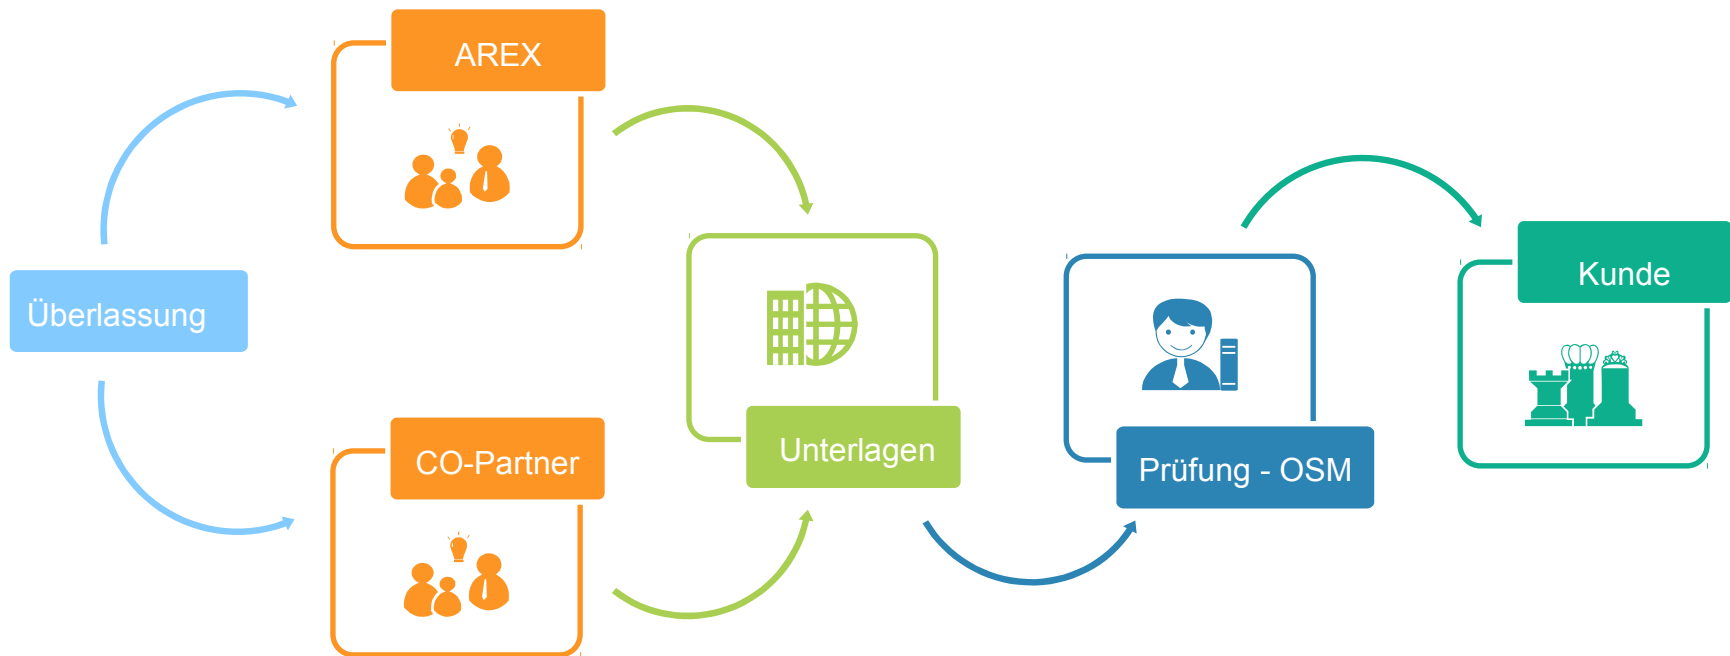 AREX
Überlassung
CO-Partner
Unterlagen
Prüfung - OSM
Kunde